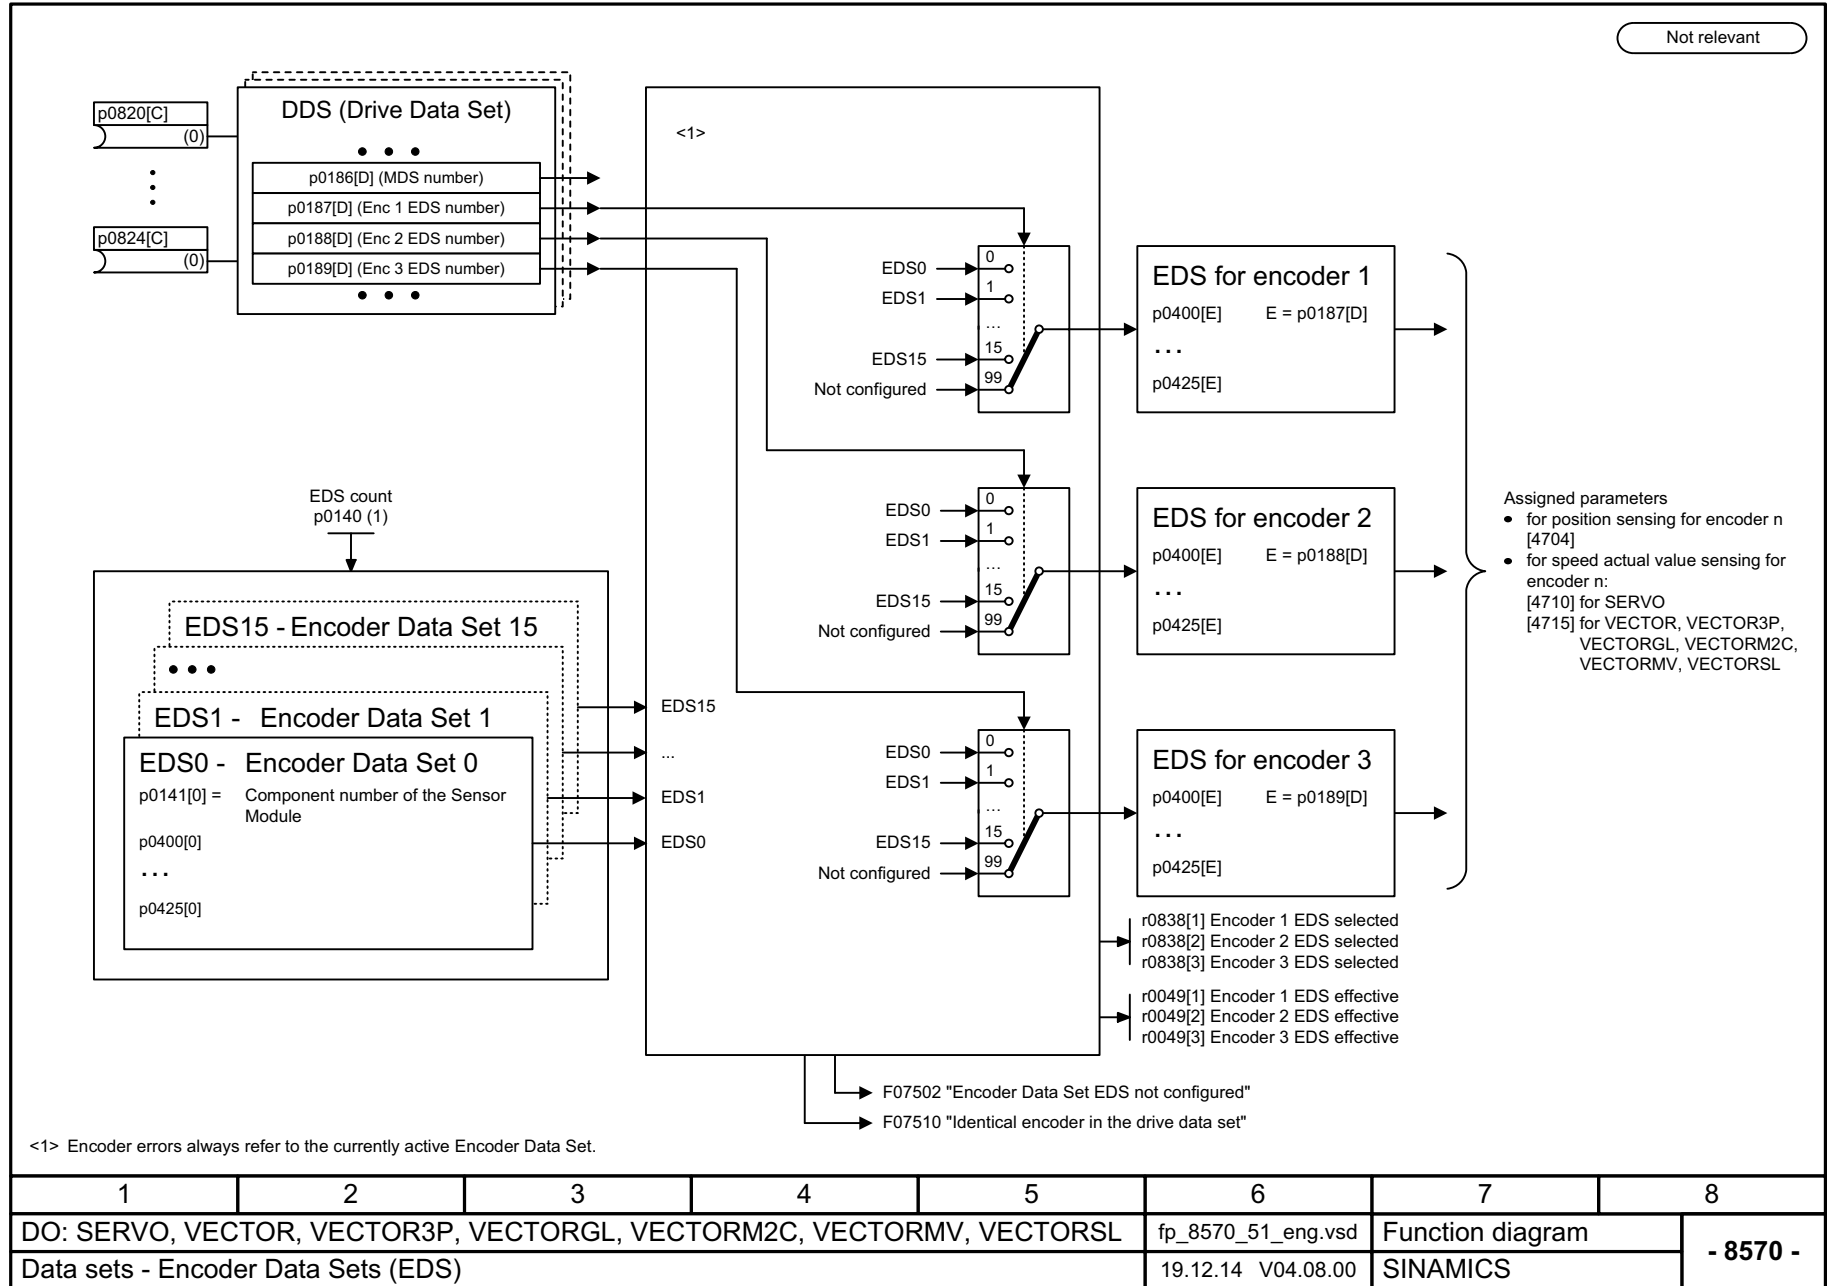 Not relevant
p0820[C]
(0)
p0824[C]
(0)
DDS (Drive Data Set)
p0186[D] (MDS number)
p0187[D] (Enc 1 EDS number)
p0188[D] (Enc 2 EDS number)
p0189[D] (Enc 3 EDS number)
<1>
EDS0
EDS1
EDS15
Not configured
0
1
...
15
99
EDS for encoder 1
p0400[E] E = p0187[D]
...
p0425[E]
EDS0
EDS1
EDS15
Not configured
0
1
...
15
99
EDS for encoder 2
p0400[E] E = p0188[D]
...
p0425[E]
EDS0
EDS1
EDS15
Not configured
0
1
...
15
99
EDS for encoder 3
p0400[E] E = p0189[D]
...
p0425[E]
Assigned parameters
• for position sensing for encoder n
[4704]
• for speed actual value sensing for
encoder n:
[4710] for SERVO
[4715] for VECTOR, VECTOR3P,
VECTORGL, VECTORM2C,
VECTORMV, VECTORSL
EDS count
p0140 (1)
EDS15 - Encoder Data Set 15
EDS1 - Encoder Data Set 1
EDS0 - Encoder Data Set 0
p0141[0] = Component number of the Sensor
Module
p0400[0]
...
p0425[0]
EDS15
...
EDS1
EDS0
r0838[1] Encoder 1 EDS selected
r0838[2] Encoder 2 EDS selected
r0838[3] Encoder 3 EDS selected
r0049[1] Encoder 1 EDS effective
r0049[2] Encoder 2 EDS effective
r0049[3] Encoder 3 EDS effective
F07502 "Encoder Data Set EDS not configured"
F07510 "Identical encoder in the drive data set"
<1> Encoder errors always refer to the currently active Encoder Data Set.
1 2 3 4 5 6 7 8
DO: SERVO, VECTOR, VECTOR3P, VECTORGL, VECTORM2C, VECTORMV, VECTORSL
fp_8570_51_eng.vsd
Function diagram
- 8570 -
Data sets - Encoder Data Sets (EDS)
19.12.14 V04.08.00
SINAMICS